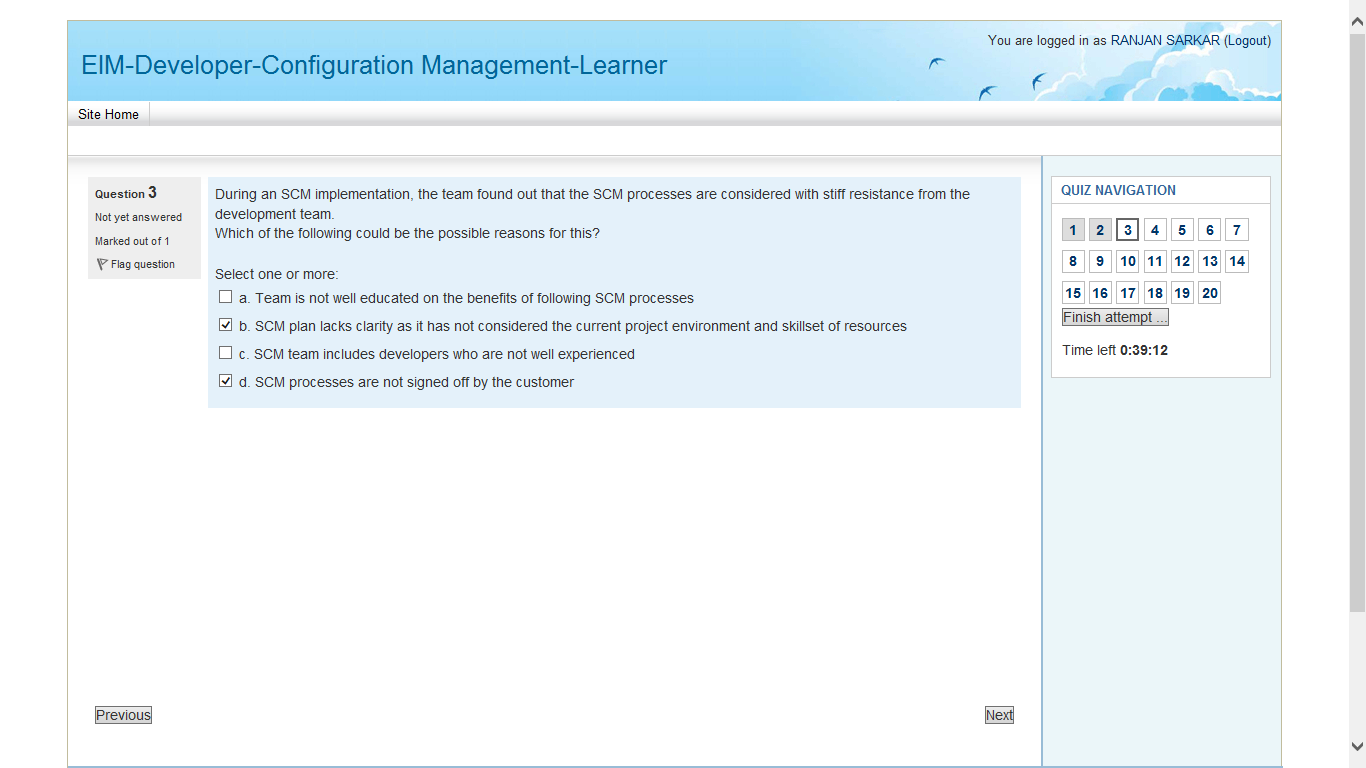 You are logged in as RANJAN SARKAR (Logout)
EIM-Developer-Configuration Management-Learner
Site Home
Question 3
Not yet answered
Marked out of 1
Flag question
During an SCM implementation, the team found out that the SCM processes are considered with stiff resistance from the
development team.
Which of the following could be the possible reasons for this?
Select one or more:
a. Team is not well educated on the benefits of following SCM processes
b. SCM plan lacks clarity as it has not considered the current project environment and skillset of resources
c. SCM team includes developers who are not well experienced
d. SCM processes are not signed off by the customer
QUIZ NAVIGATION
1 2 3 4 5 6 7
8 9 10 11 12 13 14
15 16 17 18 19 20
Finish attempt ...
Time left 0:39:12
Previous
Next